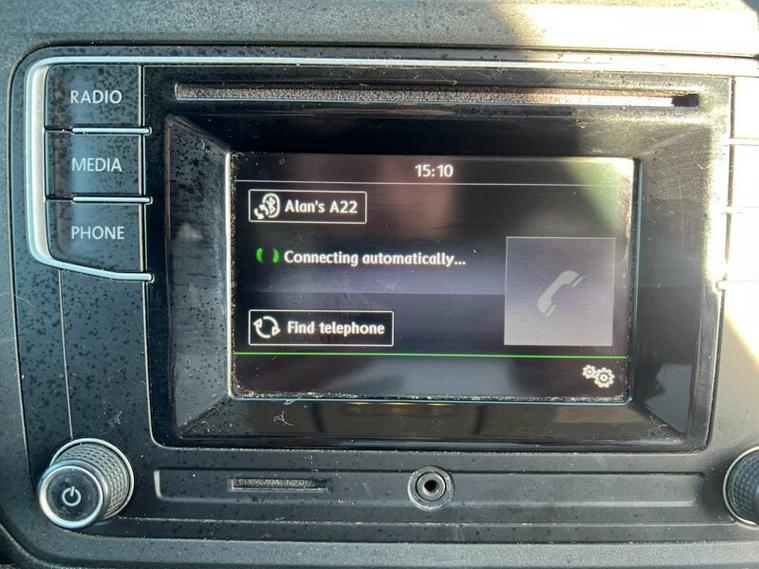 RADIO
MEDIA
PHONE
15:10
Alan's A22
Connecting automatically...
Find telephone